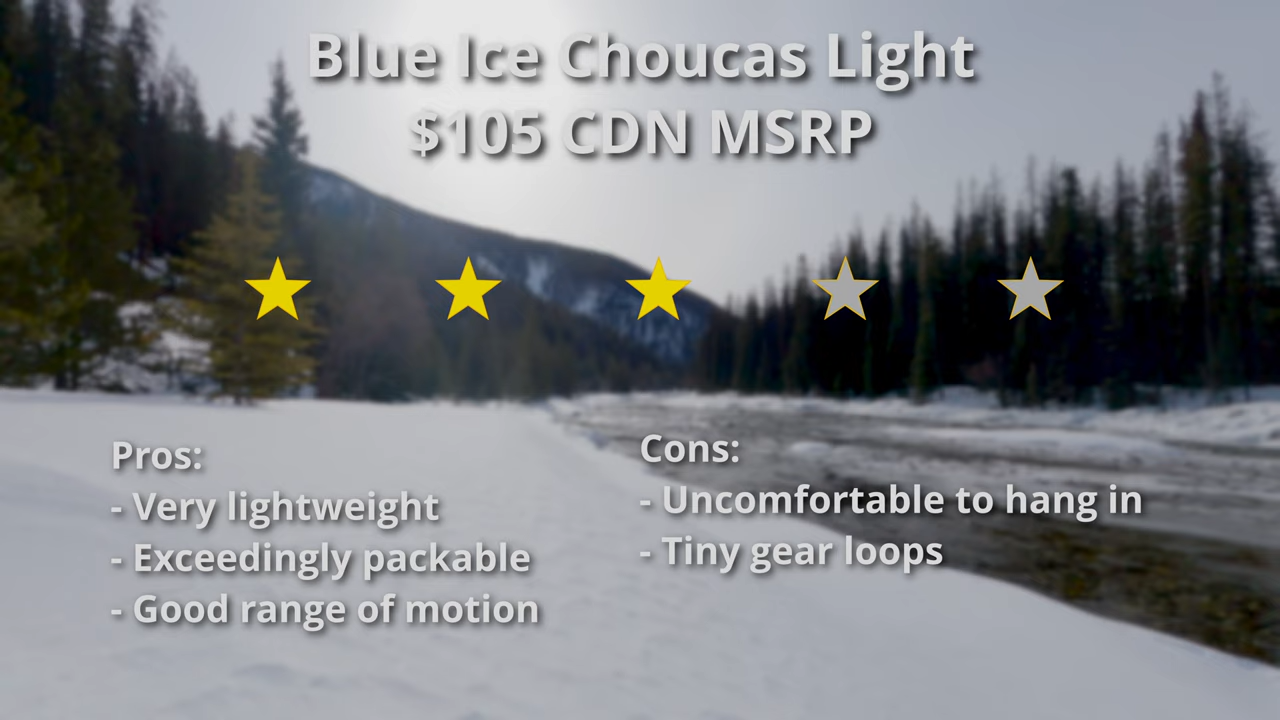 Blue Ice Choucas Light
$105 CDN MSRP
Pros:
- Very lightweight
- Exceedingly packable
- Good range of motion
Cons:
- Uncomfortable to hang in
- Tiny gear loops